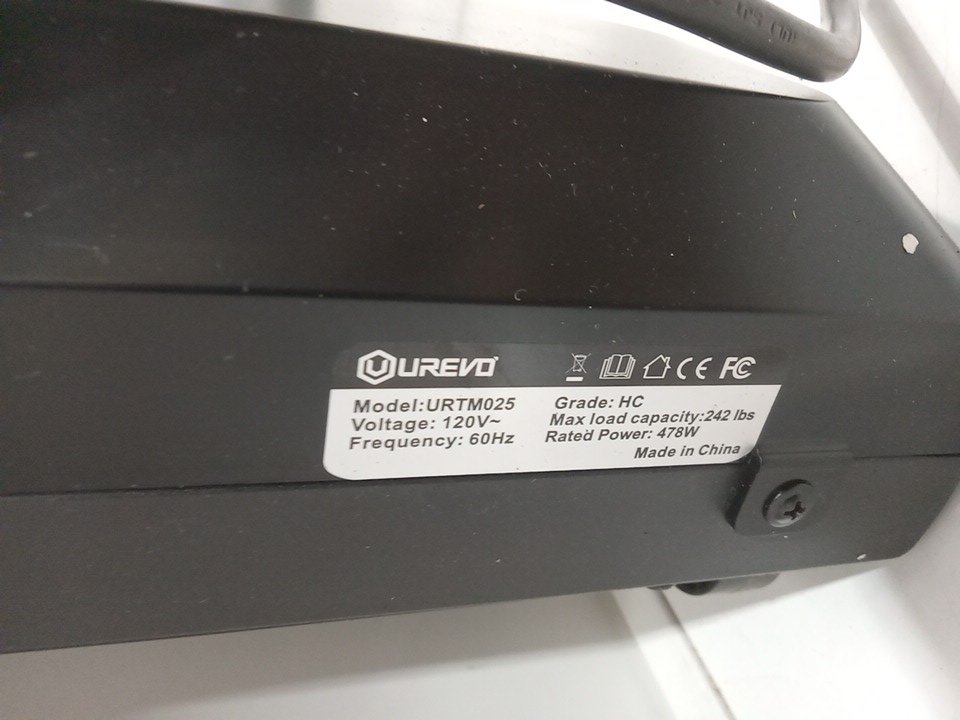 UREVO
CE FC
Model:URTM025
Voltage: 120V~
Frequency: 60Hz
Grade: HC
Max load capacity:242 lbs
Rated Power: 478W
Made in China